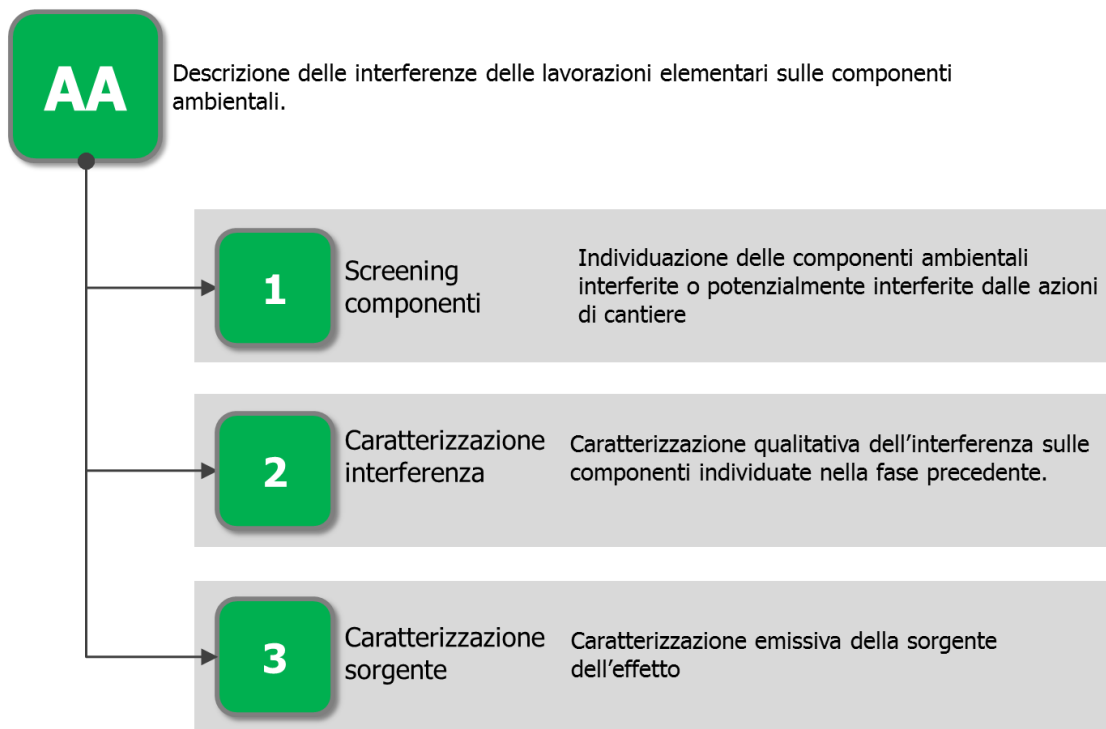 AA
Descrizione delle interferenze delle lavorazioni elementari sulle componenti
ambientali.
1
Screening
componenti
Individuazione delle componenti ambientali
interferite o potenzialmente interferite dalle azioni
di cantiere
2
Caratterizzazione
interferenza
Caratterizzazione qualitativa dell’interferenza sulle
componenti individuate nella fase precedente.
3
Caratterizzazione
sorgente
Caratterizzazione emissiva della sorgente
dell’effetto